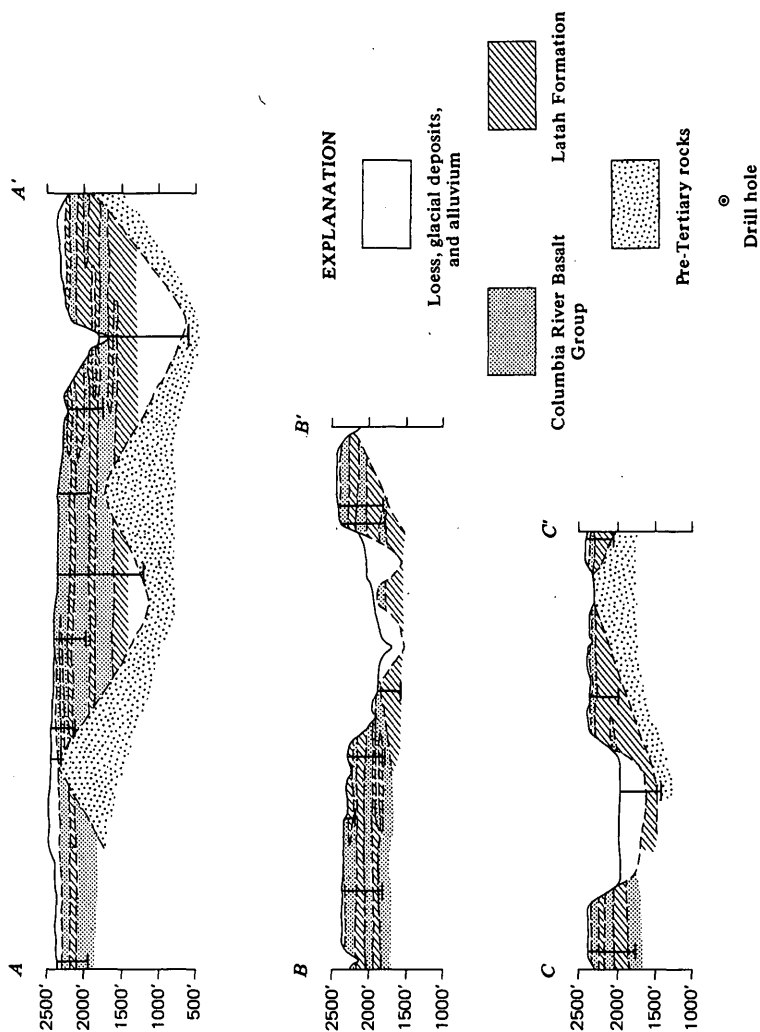 A
A'
2500'
2000'
1500'
1000'
500'
B
B'
2500'
2000'
1500'
1000'
C
C'
2500'
2000'
1500'
1000'
EXPLANATION
Loess, glacial deposits,
and alluvium
Columbia River Basalt
Group
Latah Formation
Pre-Tertiary rocks
Drill hole